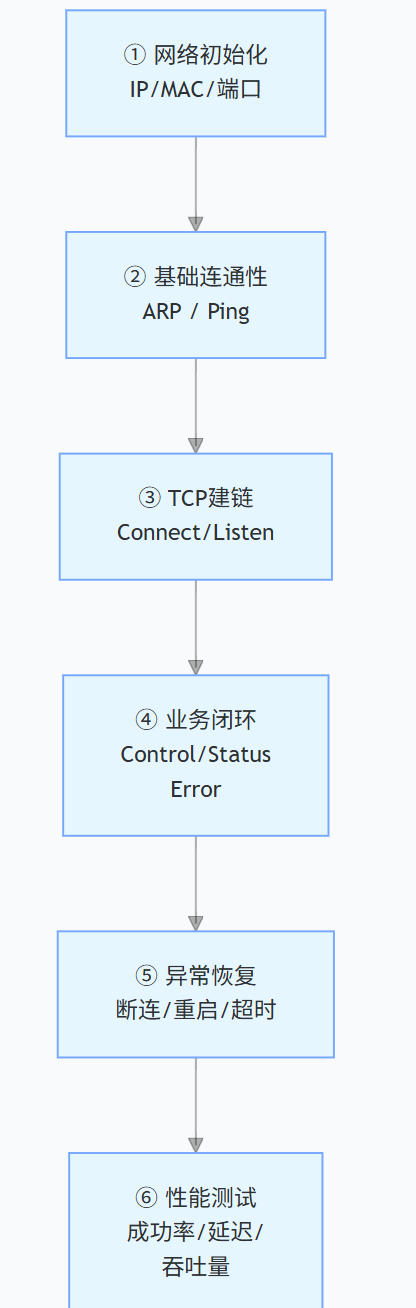 ① 网络初始化
IP/MAC/端口
② 基础连通性
ARP / Ping
③ TCP建链
Connect/Listen
④ 业务闭环
Control/Status
Error
⑤ 异常恢复
断连/重启/超时
⑥ 性能测试
成功率/延迟/
吞吐量